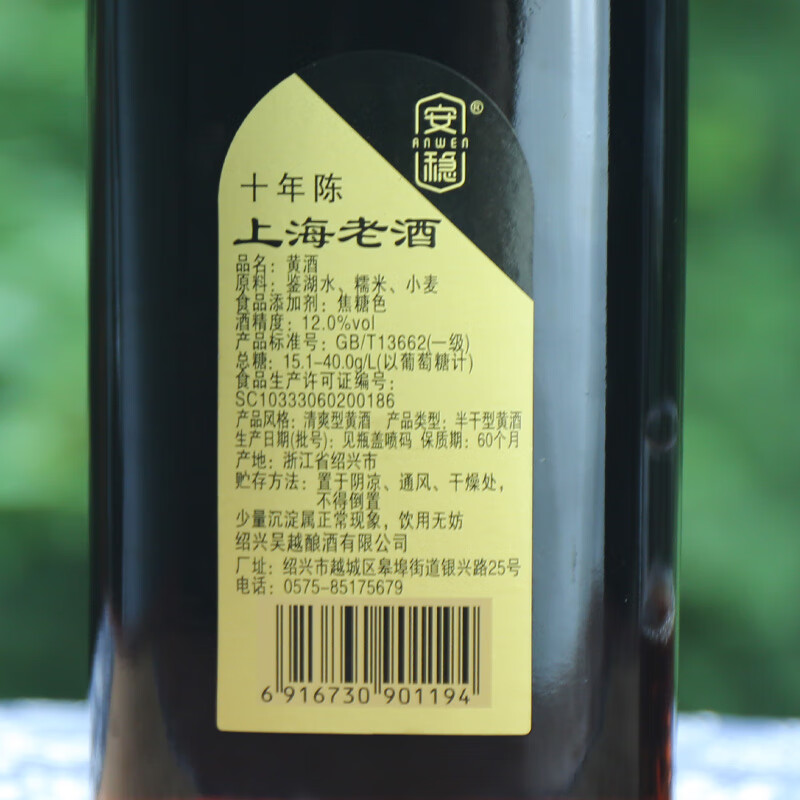 安
®
ANWEN
稳
十年陈
上海老酒
品名：黄酒
原料：鉴湖水、糯米、小麦
食品添加剂：焦糖色
酒精度：12.0%vol
产品标准号：GB/T13662(一级)
总糖：15.1-40.0g/L(以葡萄糖计)
食品生产许可证编号：
SC10333060200186
产品风格：清爽型黄酒 产品类型：半干型黄酒
生产日期(批号)：见瓶盖喷码 保质期：60个月
产地：浙江省绍兴市
贮存方法：置于阴凉、通风、干燥处，
不得倒置
少量沉淀属正常现象，饮用无妨
绍兴吴越酿酒有限公司
厂址：绍兴市越城区皋埠街道银兴路25号
电话：0575-85175679
6 916730 901194